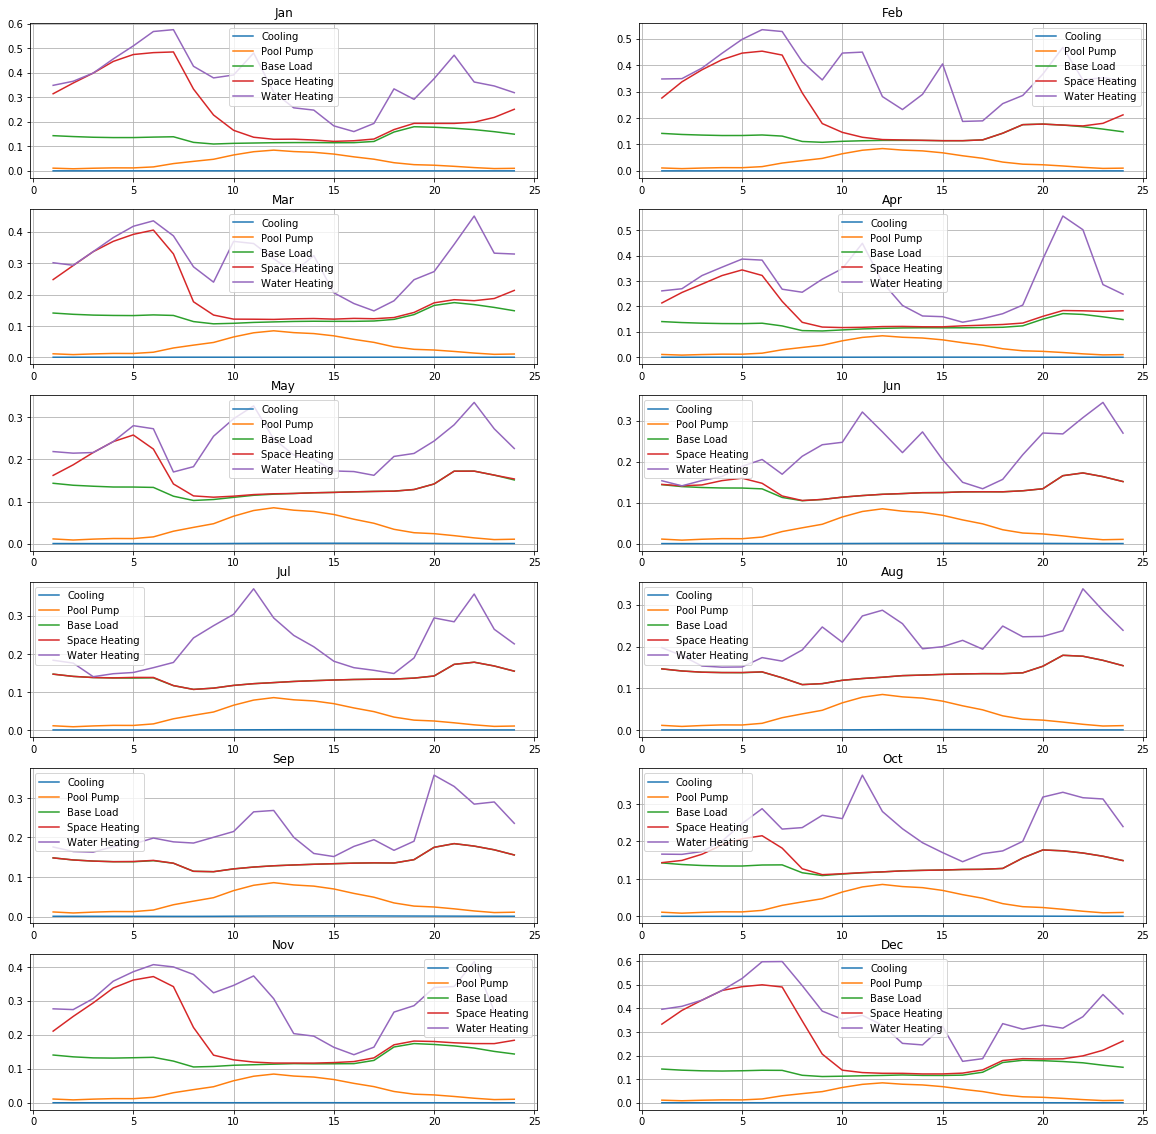 Jan
0.6
0.5
0.4
0.3
0.2
0.1
0.0
0 5 10 15 20 25
Cooling
Pool Pump
Base Load
Space Heating
Water Heating
Feb
0.5
0.4
0.3
0.2
0.1
0.0
0 5 10 15 20 25
Cooling
Pool Pump
Base Load
Space Heating
Water Heating
Mar
0.4
0.3
0.2
0.1
0.0
0 5 10 15 20 25
Cooling
Pool Pump
Base Load
Space Heating
Water Heating
Apr
0.5
0.4
0.3
0.2
0.1
0.0
0 5 10 15 20 25
Cooling
Pool Pump
Base Load
Space Heating
Water Heating
May
0.3
0.2
0.1
0.0
0 5 10 15 20 25
Cooling
Pool Pump
Base Load
Space Heating
Water Heating
Jun
0.3
0.2
0.1
0.0
0 5 10 15 20 25
Cooling
Pool Pump
Base Load
Space Heating
Water Heating
Jul
0.3
0.2
0.1
0.0
0 5 10 15 20 25
Cooling
Pool Pump
Base Load
Space Heating
Water Heating
Aug
0.3
0.2
0.1
0.0
0 5 10 15 20 25
Cooling
Pool Pump
Base Load
Space Heating
Water Heating
Sep
0.3
0.2
0.1
0.0
0 5 10 15 20 25
Cooling
Pool Pump
Base Load
Space Heating
Water Heating
Oct
0.3
0.2
0.1
0.0
0 5 10 15 20 25
Cooling
Pool Pump
Base Load
Space Heating
Water Heating
Nov
0.4
0.3
0.2
0.1
0.0
0 5 10 15 20 25
Cooling
Pool Pump
Base Load
Space Heating
Water Heating
Dec
0.6
0.5
0.4
0.3
0.2
0.1
0.0
0 5 10 15 20 25
Cooling
Pool Pump
Base Load
Space Heating
Water Heating